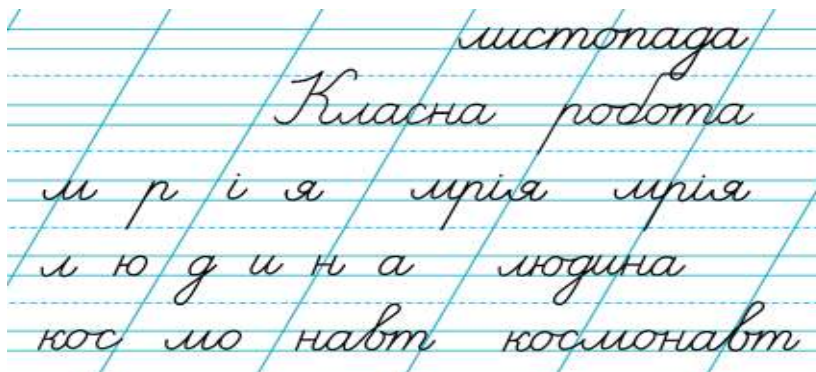 листопада
Класна робота
м р і я мрія мрія
л ю д и н а людина
кос мо навт космонавт